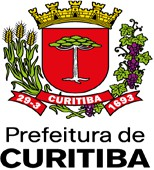 29-3 CURITIBA 1693
Prefeitura de
CURITIBA